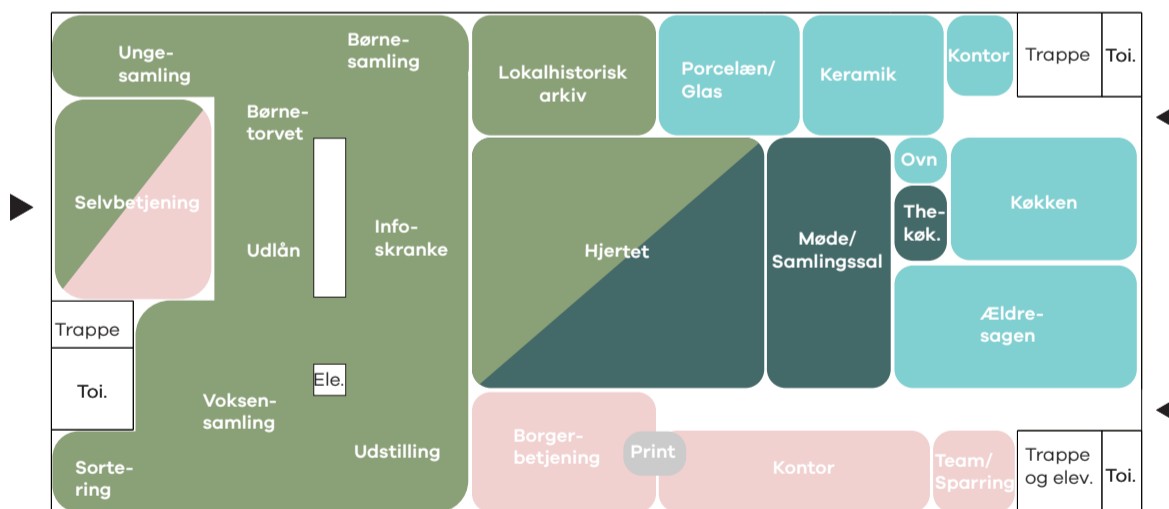 Unge-
samling
Børne-
samling
Lokalhistorisk
arkiv
Porcelæn/
Glas
Keramik
Kontor
Trappe
Toi.
Børne-
torvet
Selvbetjening
Udlån
Info-
skranke
Hjertet
Møde/
Samlingssal
Ovn
The-
køk.
Køkken
Ældre-
sagen
Trappe
Toi.
Ele.
Voksen-
samling
Udstilling
Sorte-
ring
Borger-
betjening
Print
Kontor
Team/
Sparring
Trappe
og elev.
Toi.